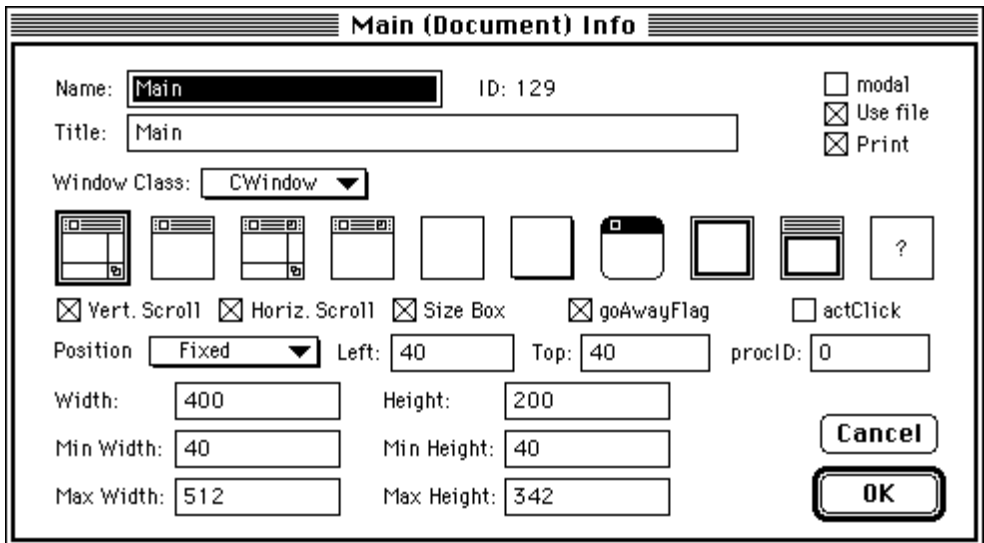 Main (Document) Info
Name: Main ID: 129 modal
Use file
Title: Main Print
Window Class: CWindow
?
Vert. Scroll Horiz. Scroll Size Box goAwayFlag actClick
Position Fixed Left: 40 Top: 40 procID: 0
Width: 400 Height: 200
Min Width: 40 Min Height: 40
Cancel
Max Width: 512 Max Height: 342
OK